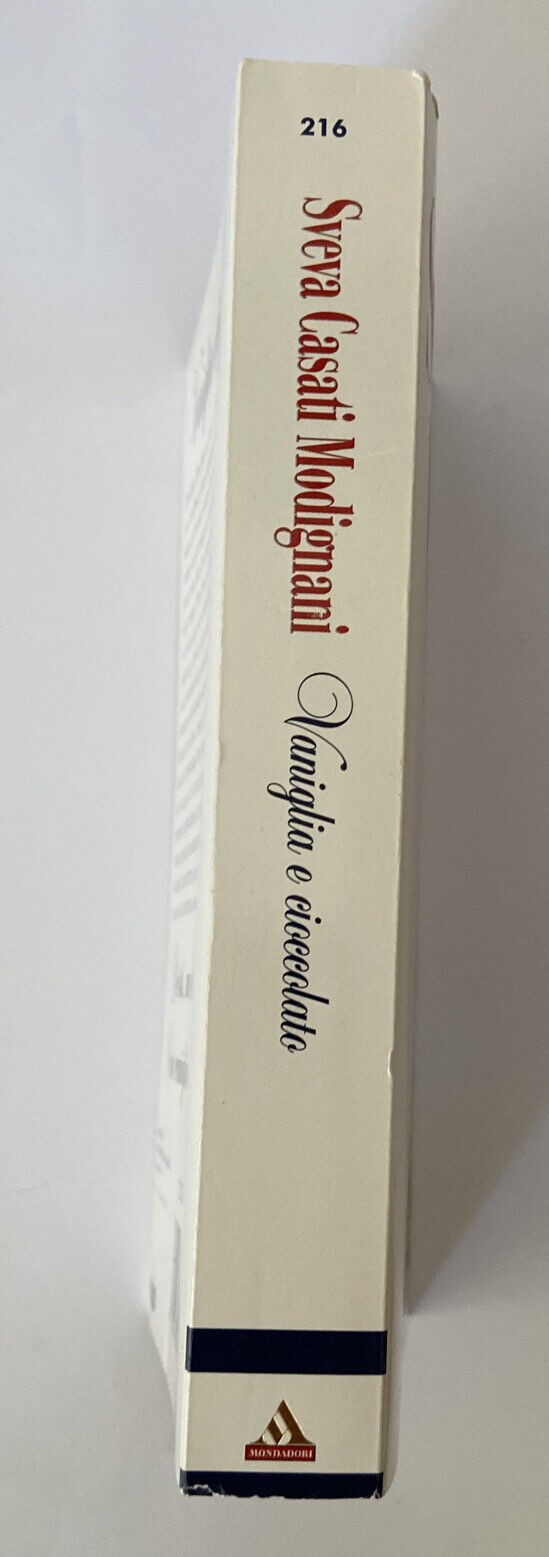 216
Sveva Casati Modignani Vaniglia e cioccolato
MONDADORI